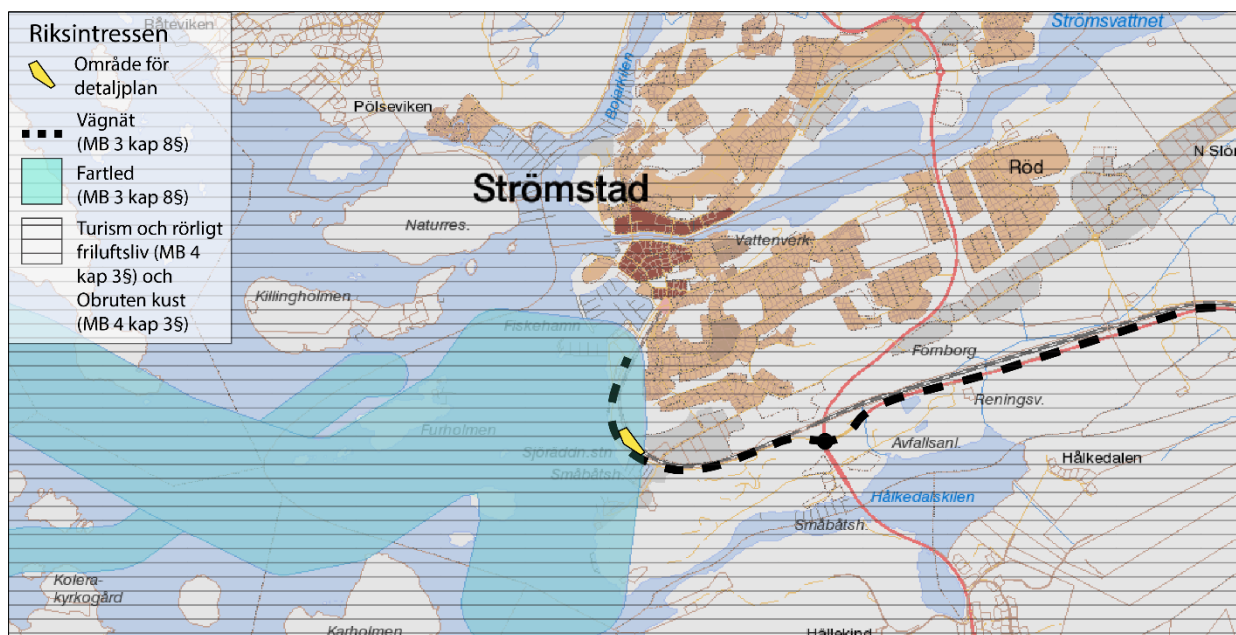 Båteviken
Riksintressen
Område för
detaljplan
Vägnät
(MB 3 kap 8§)
Fartled
(MB 3 kap 8§)
Turism och rörligt
friluftsliv (MB 4
kap 3§) och
Obruten kust
(MB 4 kap 3§)
Strömsvattnet
Pölseviken
Bojarkilen
N Slön
Röd
Strömstad
Naturres.
Vattenverk
Killingholmen
Fiskehamn
Fornborg
Reningsv.
Furholmen
Sjöräddn.stn
Småbåtsh.
Avfallsanl.
Hålkedalen
Hålkedalskilen
Småbåtsh.
Kolera-
kyrkogård
Karholmen
Hällekind